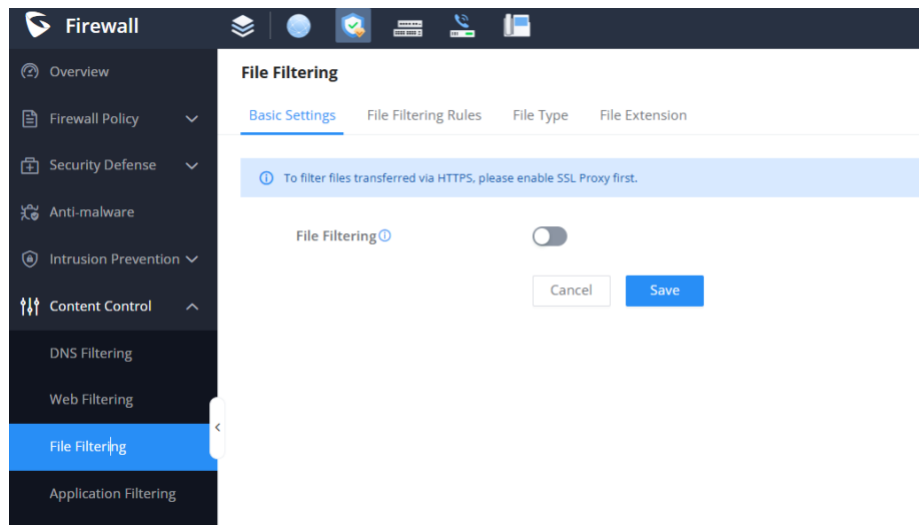 Firewall
Overview
Firewall Policy
Security Defense
Anti-malware
Intrusion Prevention
Content Control
DNS Filtering
Web Filtering
File Filtering
Application Filtering
File Filtering
Basic Settings File Filtering Rules File Type File Extension
To filter files transferred via HTTPS, please enable SSL Proxy first.
File Filtering
Cancel Save